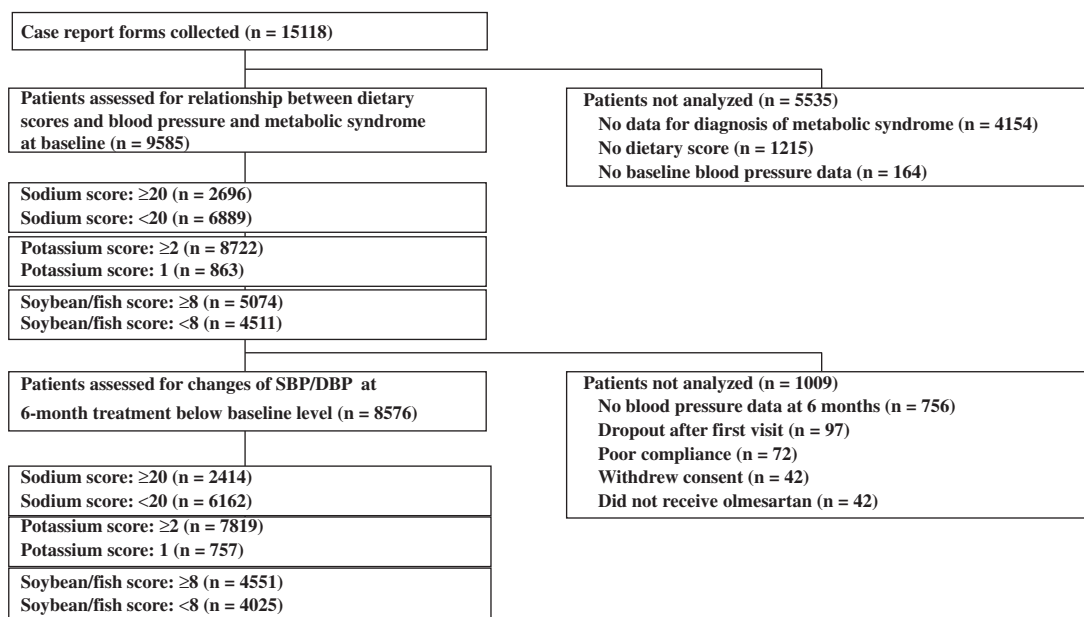 Case report forms collected (n = 15118)
Patients assessed for relationship between dietary
scores and blood pressure and metabolic syndrome
at baseline (n = 9585)
Patients not analyzed (n = 5535)
No data for diagnosis of metabolic syndrome (n = 4154)
No dietary score (n = 1215)
No baseline blood pressure data (n = 164)
Sodium score: ≥20 (n = 2696)
Sodium score: <20 (n = 6889)
Potassium score: ≥2 (n = 8722)
Potassium score: 1 (n = 863)
Soybean/fish score: ≥8 (n = 5074)
Soybean/fish score: <8 (n = 4511)
Patients assessed for changes of SBP/DBP at
6-month treatment below baseline level (n = 8576)
Patients not analyzed (n = 1009)
No blood pressure data at 6 months (n = 756)
Dropout after first visit (n = 97)
Poor compliance (n = 72)
Withdrew consent (n = 42)
Did not receive olmesartan (n = 42)
Sodium score: ≥20 (n = 2414)
Sodium score: <20 (n = 6162)
Potassium score: ≥2 (n = 7819)
Potassium score: 1 (n = 757)
Soybean/fish score: ≥8 (n = 4551)
Soybean/fish score: <8 (n = 4025)